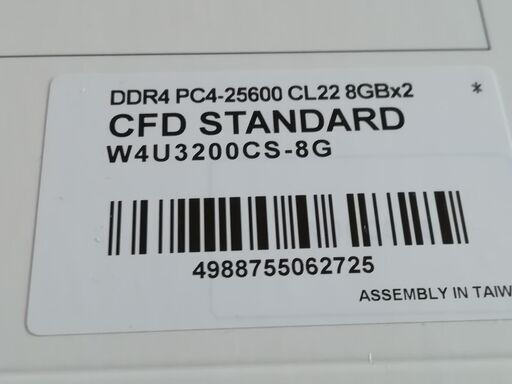 DDR4 PC4-25600 CL22 8GBx2 *
CFD STANDARD
W4U3200CS-8G
4988755062725
ASSEMBLY IN TAIW